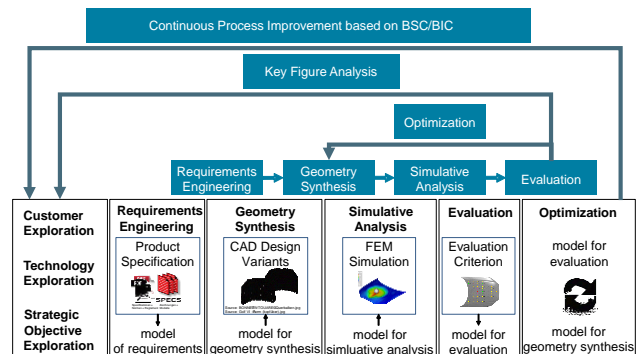 Continuous Process Improvement based on BSC/BIC
Key Figure Analysis
Optimization
Requirements
Engineering
Geometry
Synthesis
Simulative
Analysis
Evaluation
Customer
Exploration
Technology
Exploration
Strategic
Objective
Exploration
Requirements
Engineering
Product
Specification
SPECS
model
of requirements
Geometry
Synthesis
CAD Design
Variants
model for
geometry synthesis
Simulative
Analysis
FEM
Simulation
model for
simluative analysis
Evaluation
Evaluation
Criterion
model for
evaluation
Optimization
model for
evaluation
model for
geometry synthesis